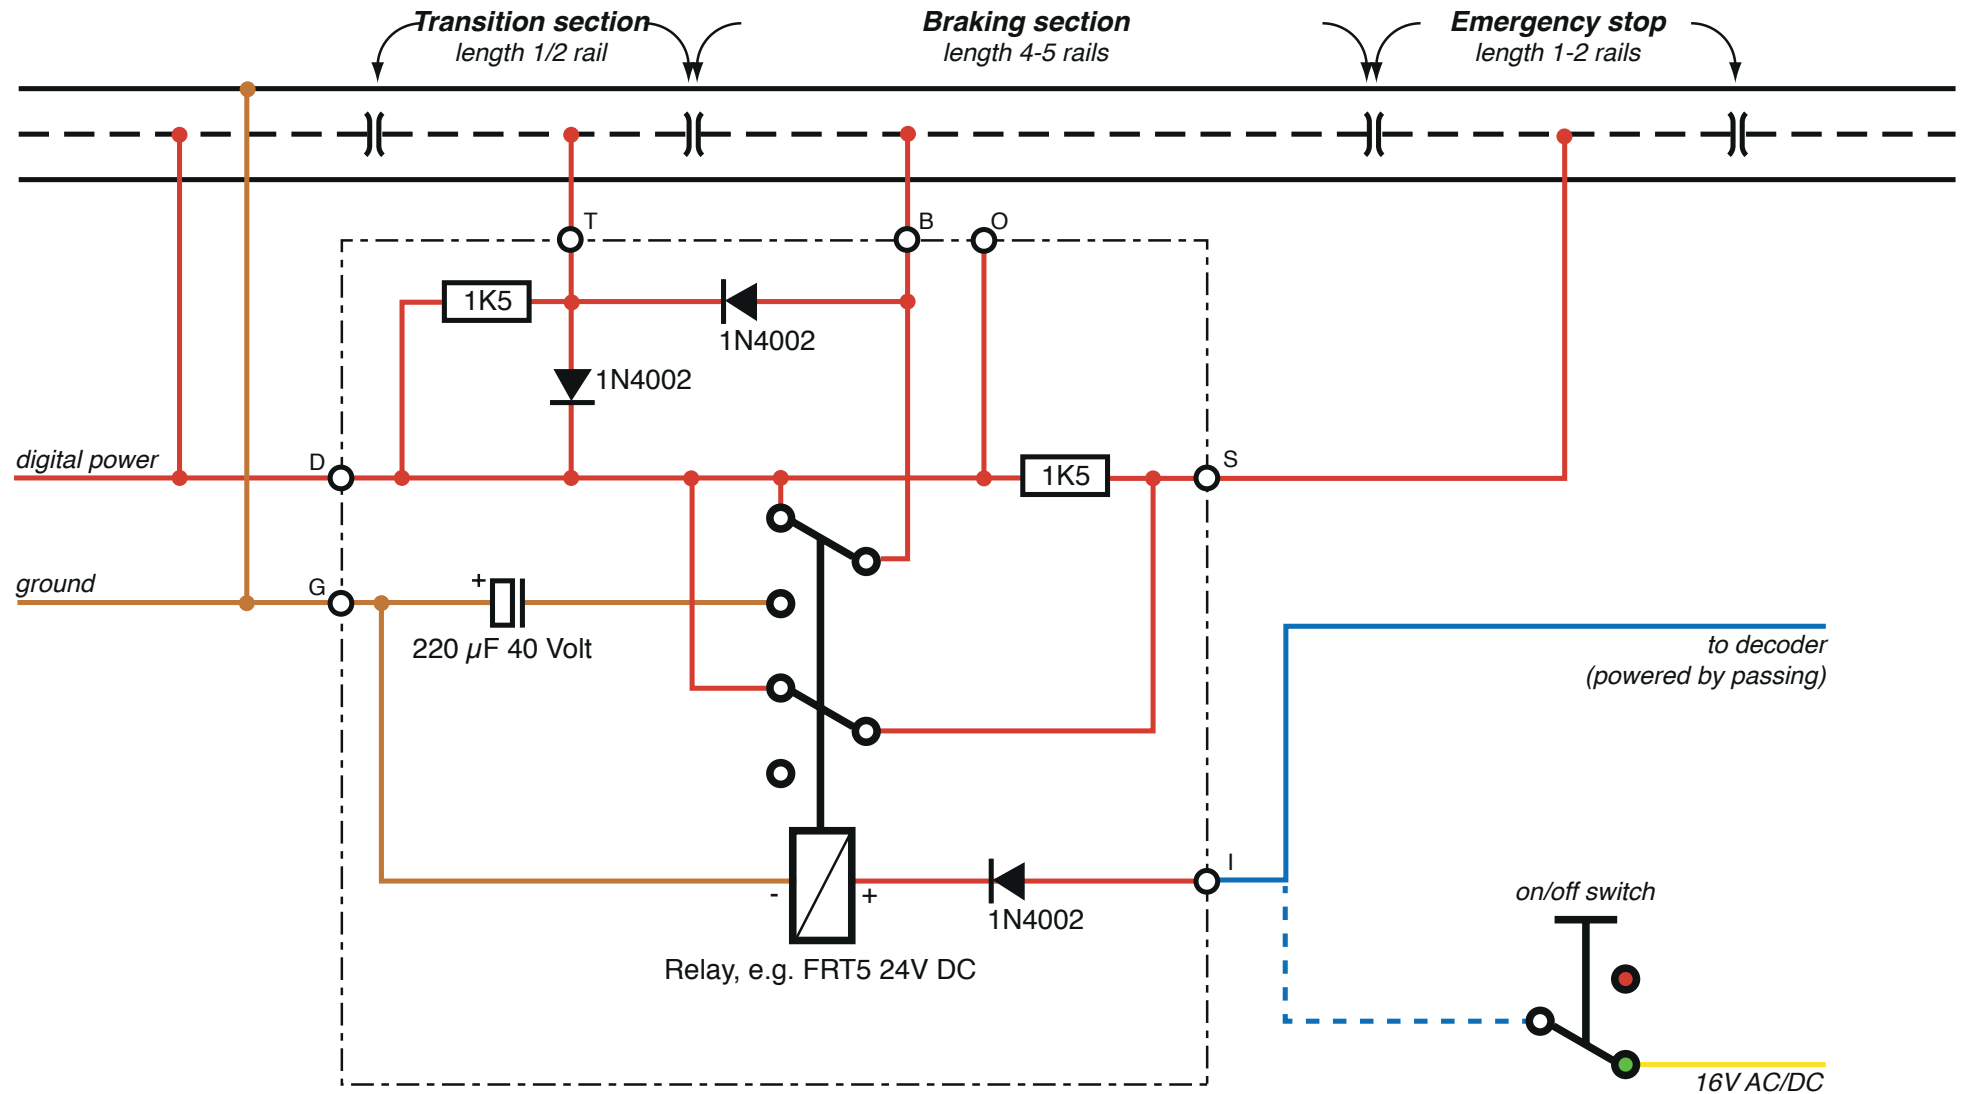 Transition section
length 1/2 rail
Braking section
length 4-5 rails
Emergency stop
length 1-2 rails
T
B
O
1K5
1N4002
1N4002
digital power
D
1K5
S
ground
G
+
220 µF 40 Volt
to decoder
(powered by passing)
I
-
+
1N4002
on/off switch
Relay, e.g. FRT5 24V DC
16V AC/DC